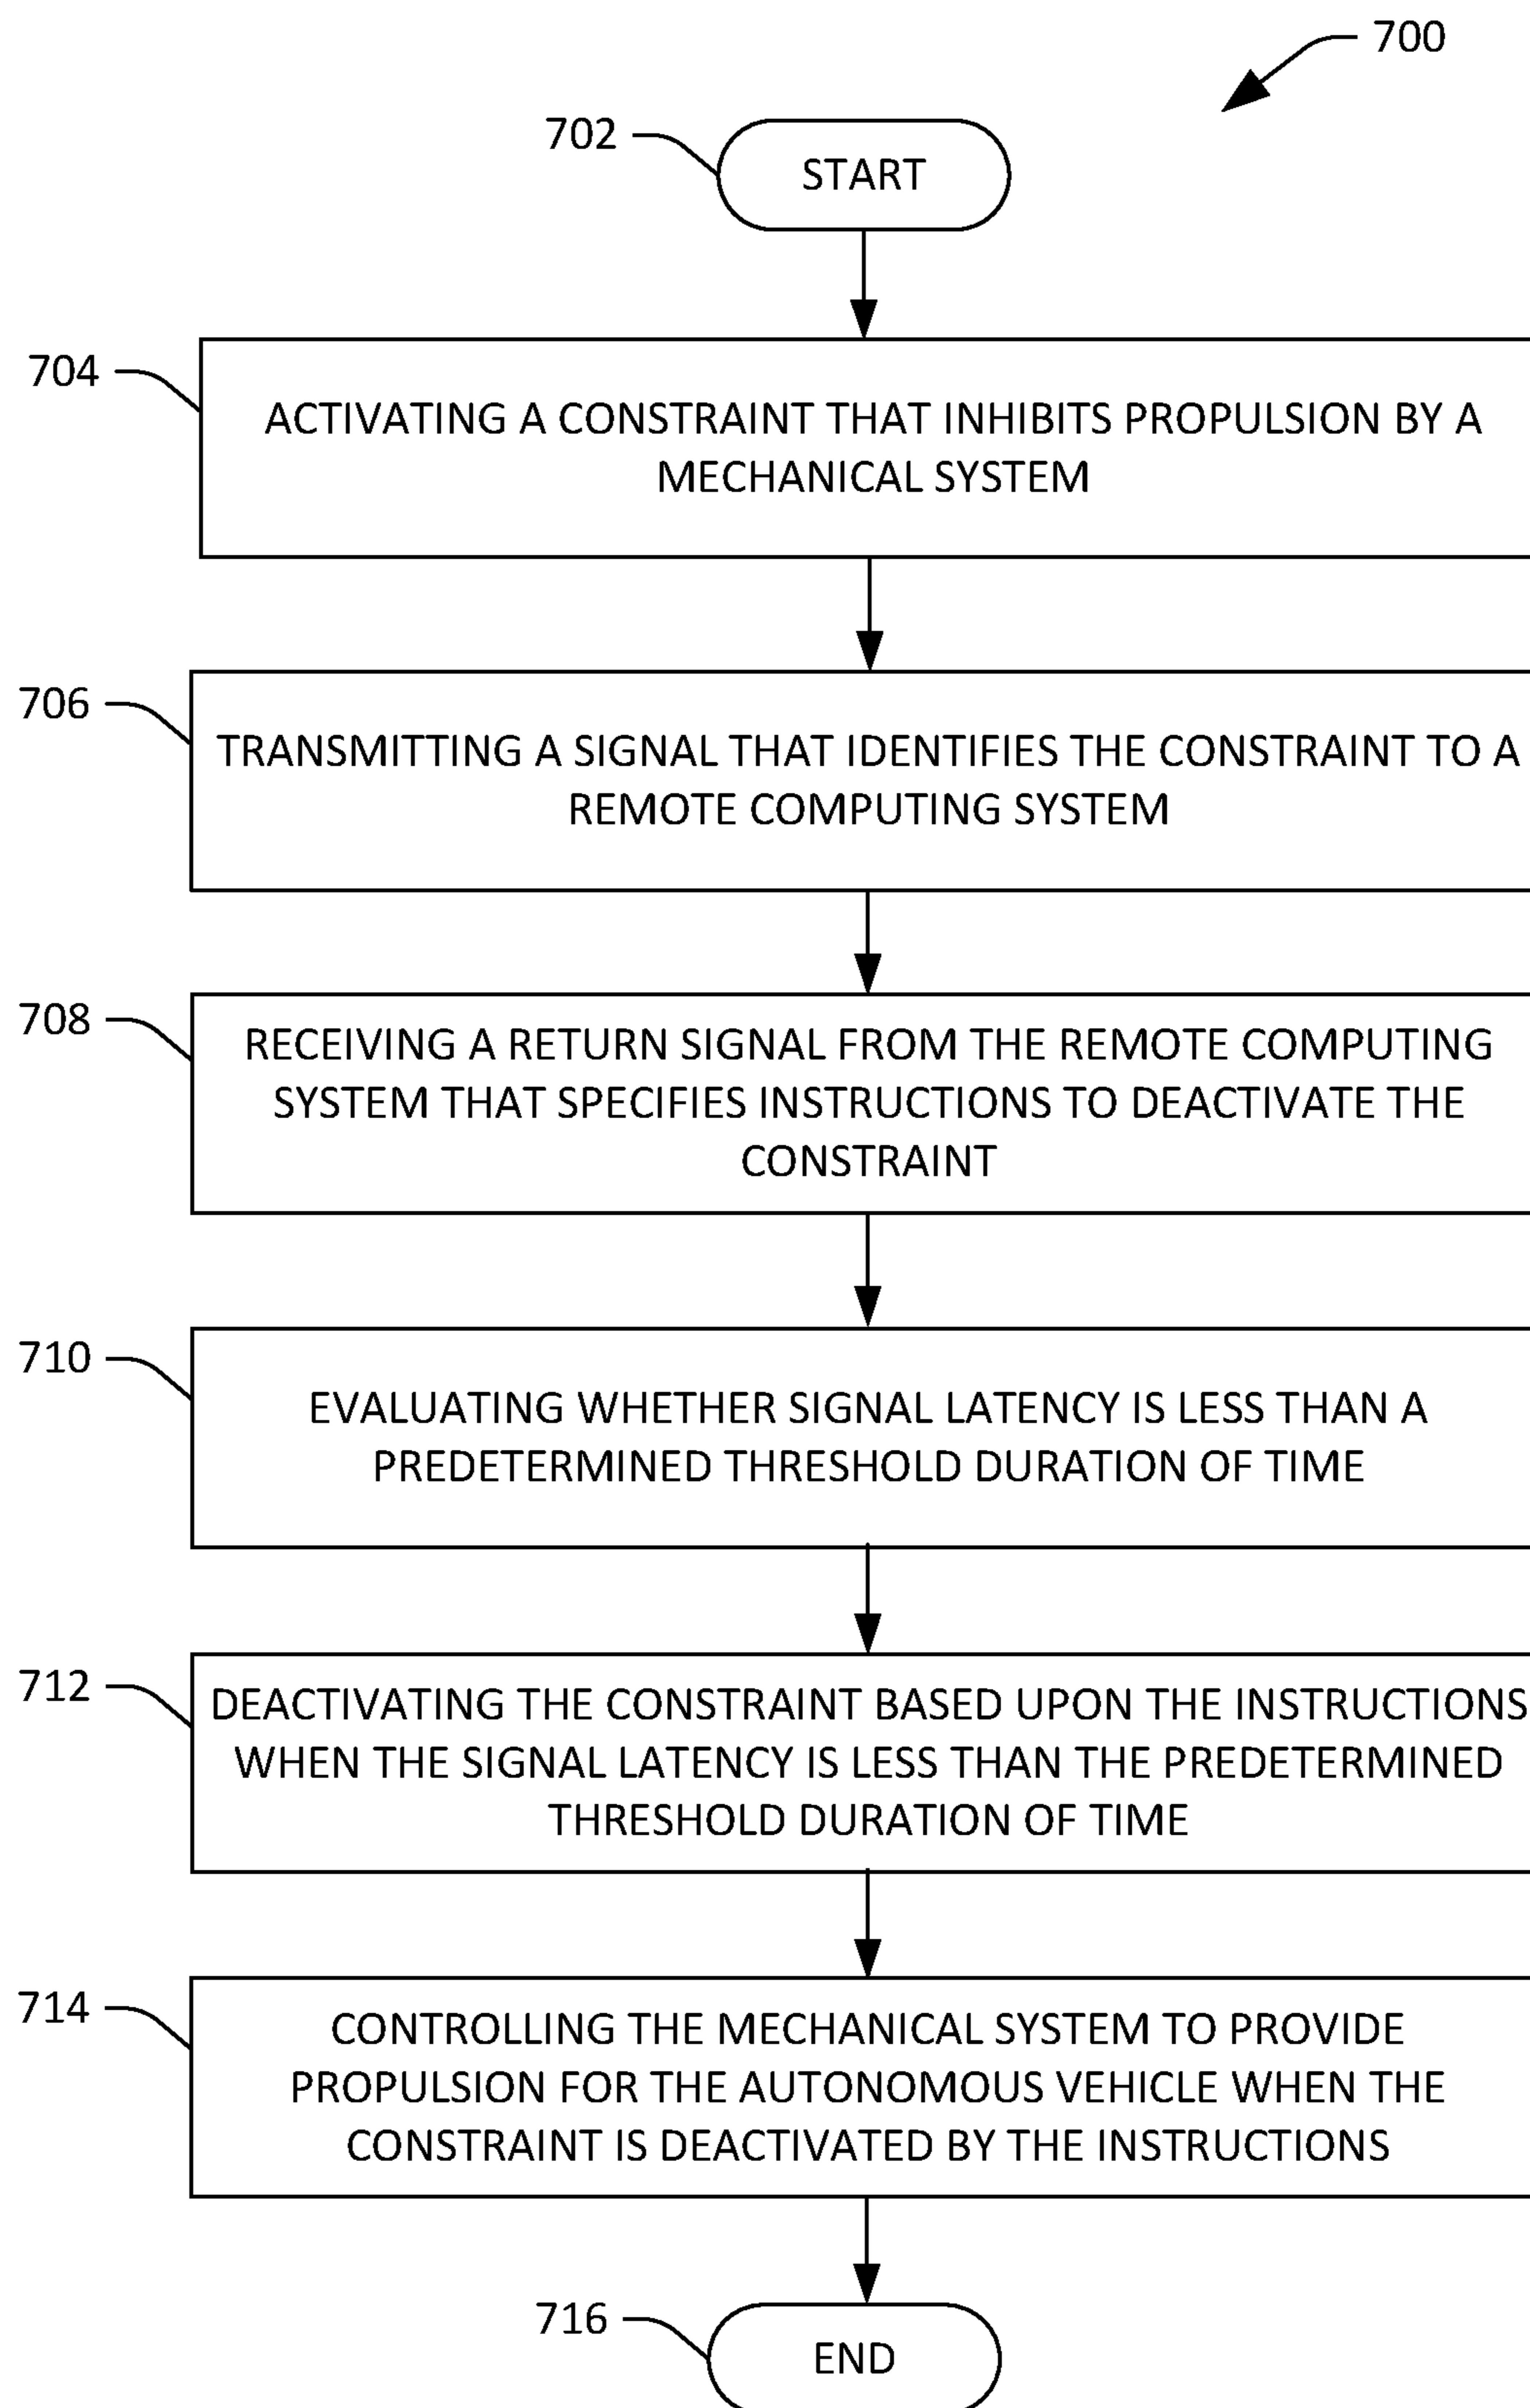 700
702
START
704
ACTIVATING A CONSTRAINT THAT INHIBITS PROPULSION BY A
MECHANICAL SYSTEM
706
TRANSMITTING A SIGNAL THAT IDENTIFIES THE CONSTRAINT TO A
REMOTE COMPUTING SYSTEM
708
RECEIVING A RETURN SIGNAL FROM THE REMOTE COMPUTING
SYSTEM THAT SPECIFIES INSTRUCTIONS TO DEACTIVATE THE
CONSTRAINT
710
EVALUATING WHETHER SIGNAL LATENCY IS LESS THAN A
PREDETERMINED THRESHOLD DURATION OF TIME
712
DEACTIVATING THE CONSTRAINT BASED UPON THE INSTRUCTIONS
WHEN THE SIGNAL LATENCY IS LESS THAN THE PREDETERMINED
THRESHOLD DURATION OF TIME
714
CONTROLLING THE MECHANICAL SYSTEM TO PROVIDE
PROPULSION FOR THE AUTONOMOUS VEHICLE WHEN THE
CONSTRAINT IS DEACTIVATED BY THE INSTRUCTIONS
716
END